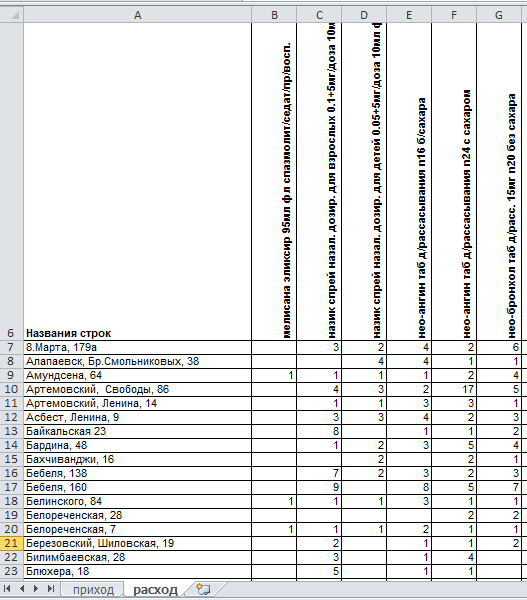 A B C D E F G
6 Названия строк мелисана эликсир 95мл фл спазмолит/седат/пр/восп. назик спрей назал. дозир. для взрослых 0.1+5мг/доза 10м назик спрей назал. дозир. для детей 0.05+5мг/доза 10мл ф нео-ангин таб д/рассасывания n16 б/сахара нео-ангин таб д/рассасывания n24 с сахаром нео-бронхол таб д/расс. 15мг n20 без сахара
7 8.Марта, 179а 3 2 4 2 6
8 Алапаевск, Бр.Смольниковых, 38 4 4 1 1
9 Амундсена, 64 1 1 1 1 2 4
10 Артемовский, Свободы, 86 4 3 2 17 5
11 Артемовский, Ленина, 14 1 1 3 3 1
12 Асбест, Ленина, 9 3 3 4 2 3
13 Байкальская 23 8 1 1 2
14 Бардина, 48 1 2 3 5 4
15 Бахчиванджи, 16 2 2 1
16 Бебеля, 138 7 2 3 2 3
17 Бебеля, 160 9 8 5 7
18 Белинского, 84 1 1 1 3 1 1
19 Белореченская, 28 2 2
20 Белореченская, 7 1 1 1 2 1 1
21 Березовский, Шиловская, 19 2 1 1 2
22 Билимбаевская, 28 3 1 4
23 Блюхера, 18 5 1 1
приход расход